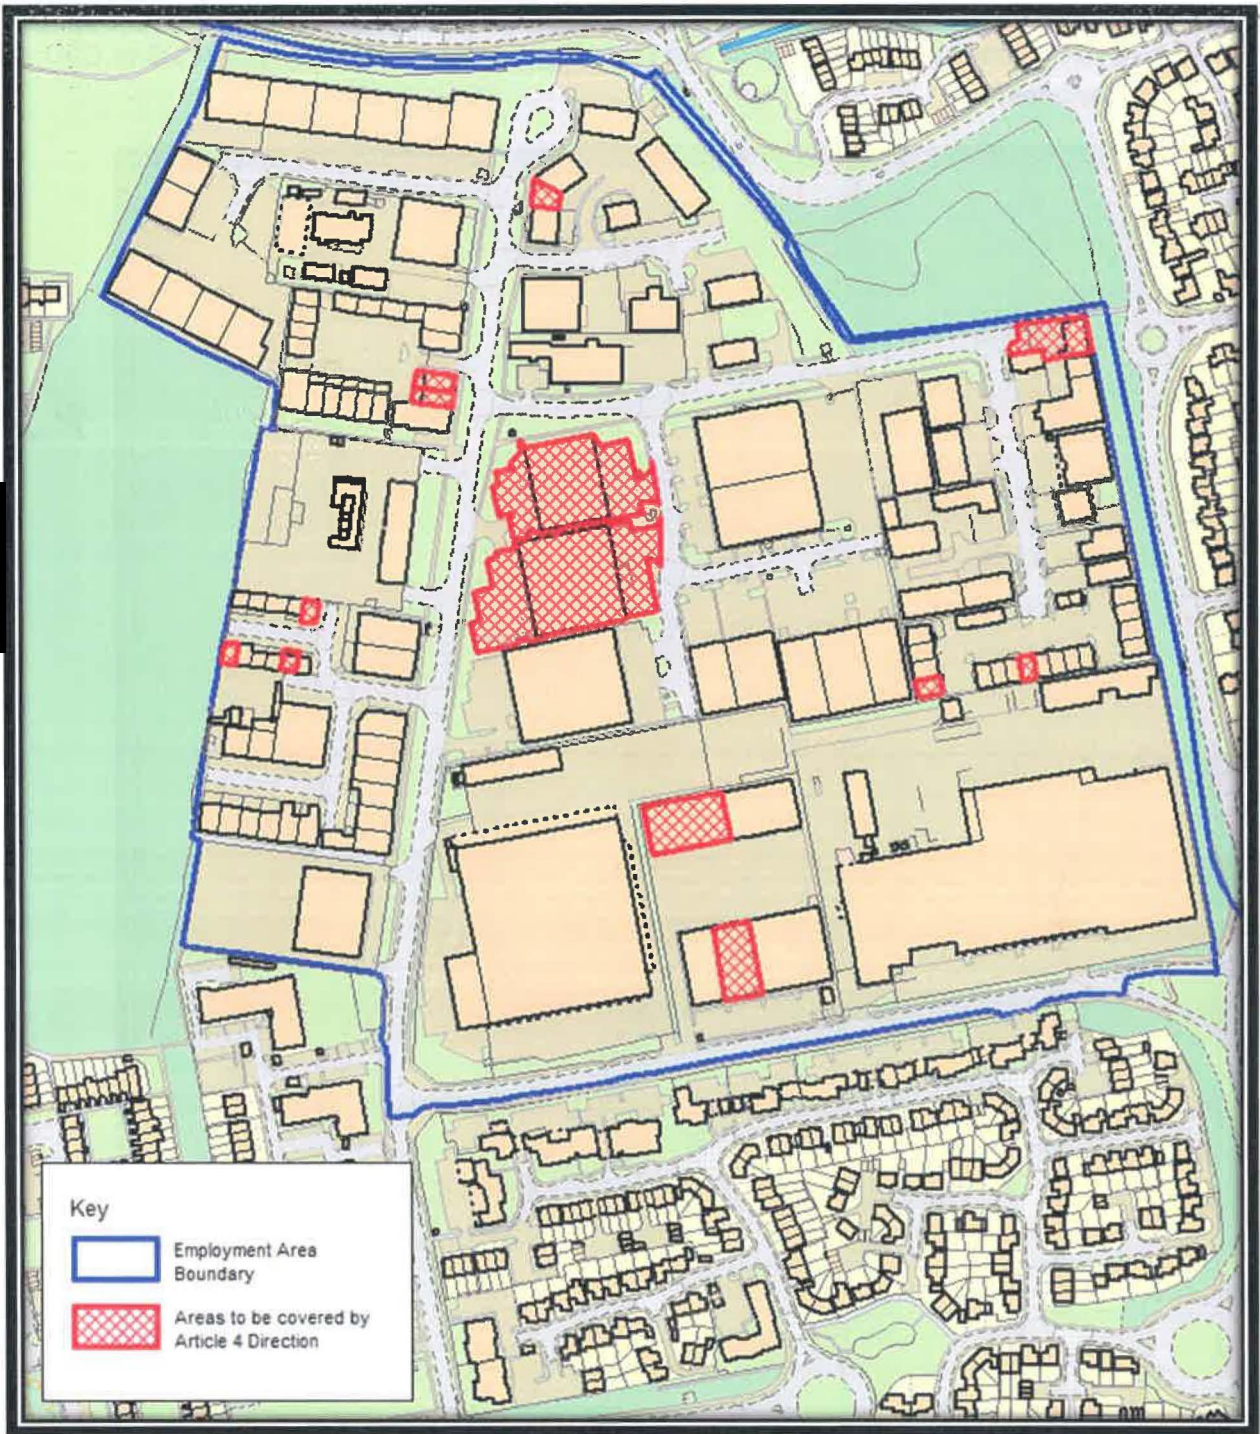 Key
Employment Area
Boundary
Areas to be covered by
Article 4 Direction